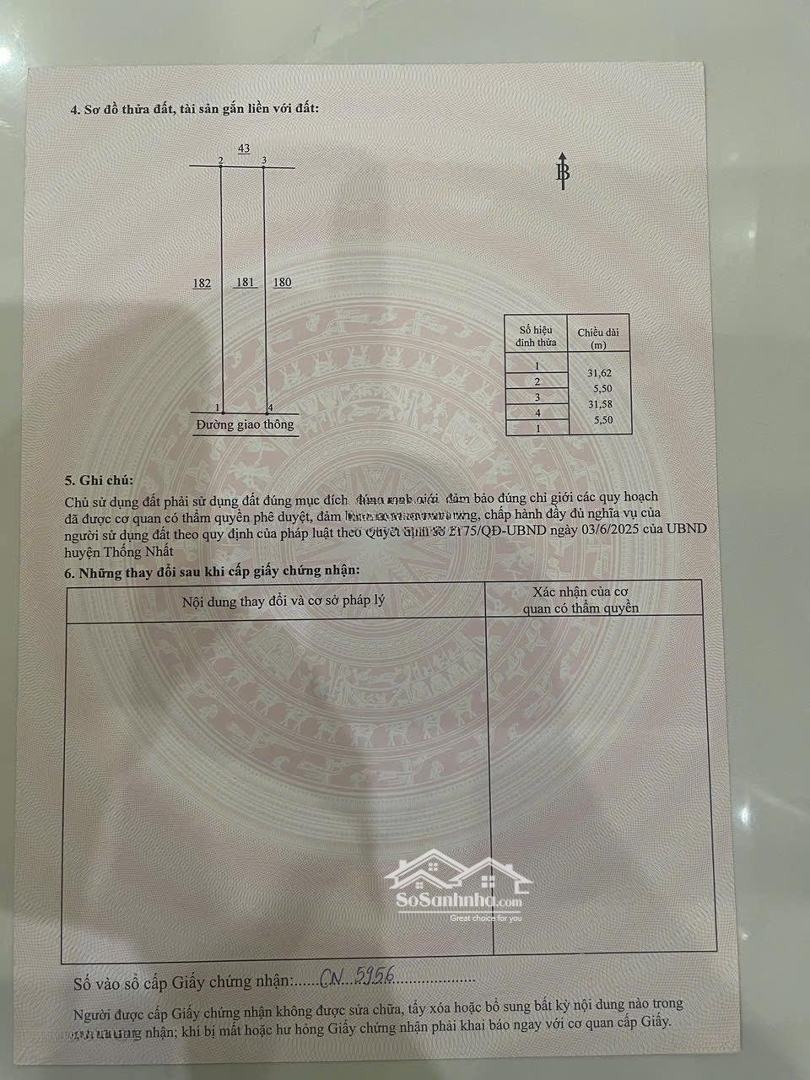 4. Sơ đồ thửa đất, tài sản gắn liền với đất:
43
2 3
B
182 181 180
1 4
Đường giao thông
Số hiệu đỉnh thửa Chiều dài (m)
1
31,62
2
5,50
3
31,58
4
5,50
1
5. Ghi chú:
Chủ sử dụng đất phải sử dụng đất đúng mục đích, đúng ranh giới, đảm bảo đúng chỉ giới các quy hoạch
đã được cơ quan có thẩm quyền phê duyệt, đảm chấp hành đầy đủ nghĩa vụ của
người sử dụng đất theo quy định của pháp luật theo Quyết định số 2175/QĐ-UBND ngày 03/6/2025 của UBND
huyện Thống Nhất
6. Những thay đổi sau khi cấp giấy chứng nhận:
Nội dung thay đổi và cơ sở pháp lý
Xác nhận của cơ
quan có thẩm quyền
SoSanhnha.com
Great choice for you
Số vào sổ cấp Giấy chứng nhận:......CN 5956...................
Người được cấp Giấy chứng nhận không được sửa chữa, tẩy xóa hoặc bổ sung bất kỳ nội dung nào trong
nhận; khi bị mất hoặc hư hỏng Giấy chứng nhận phải khai báo ngay với cơ quan cấp Giấy.